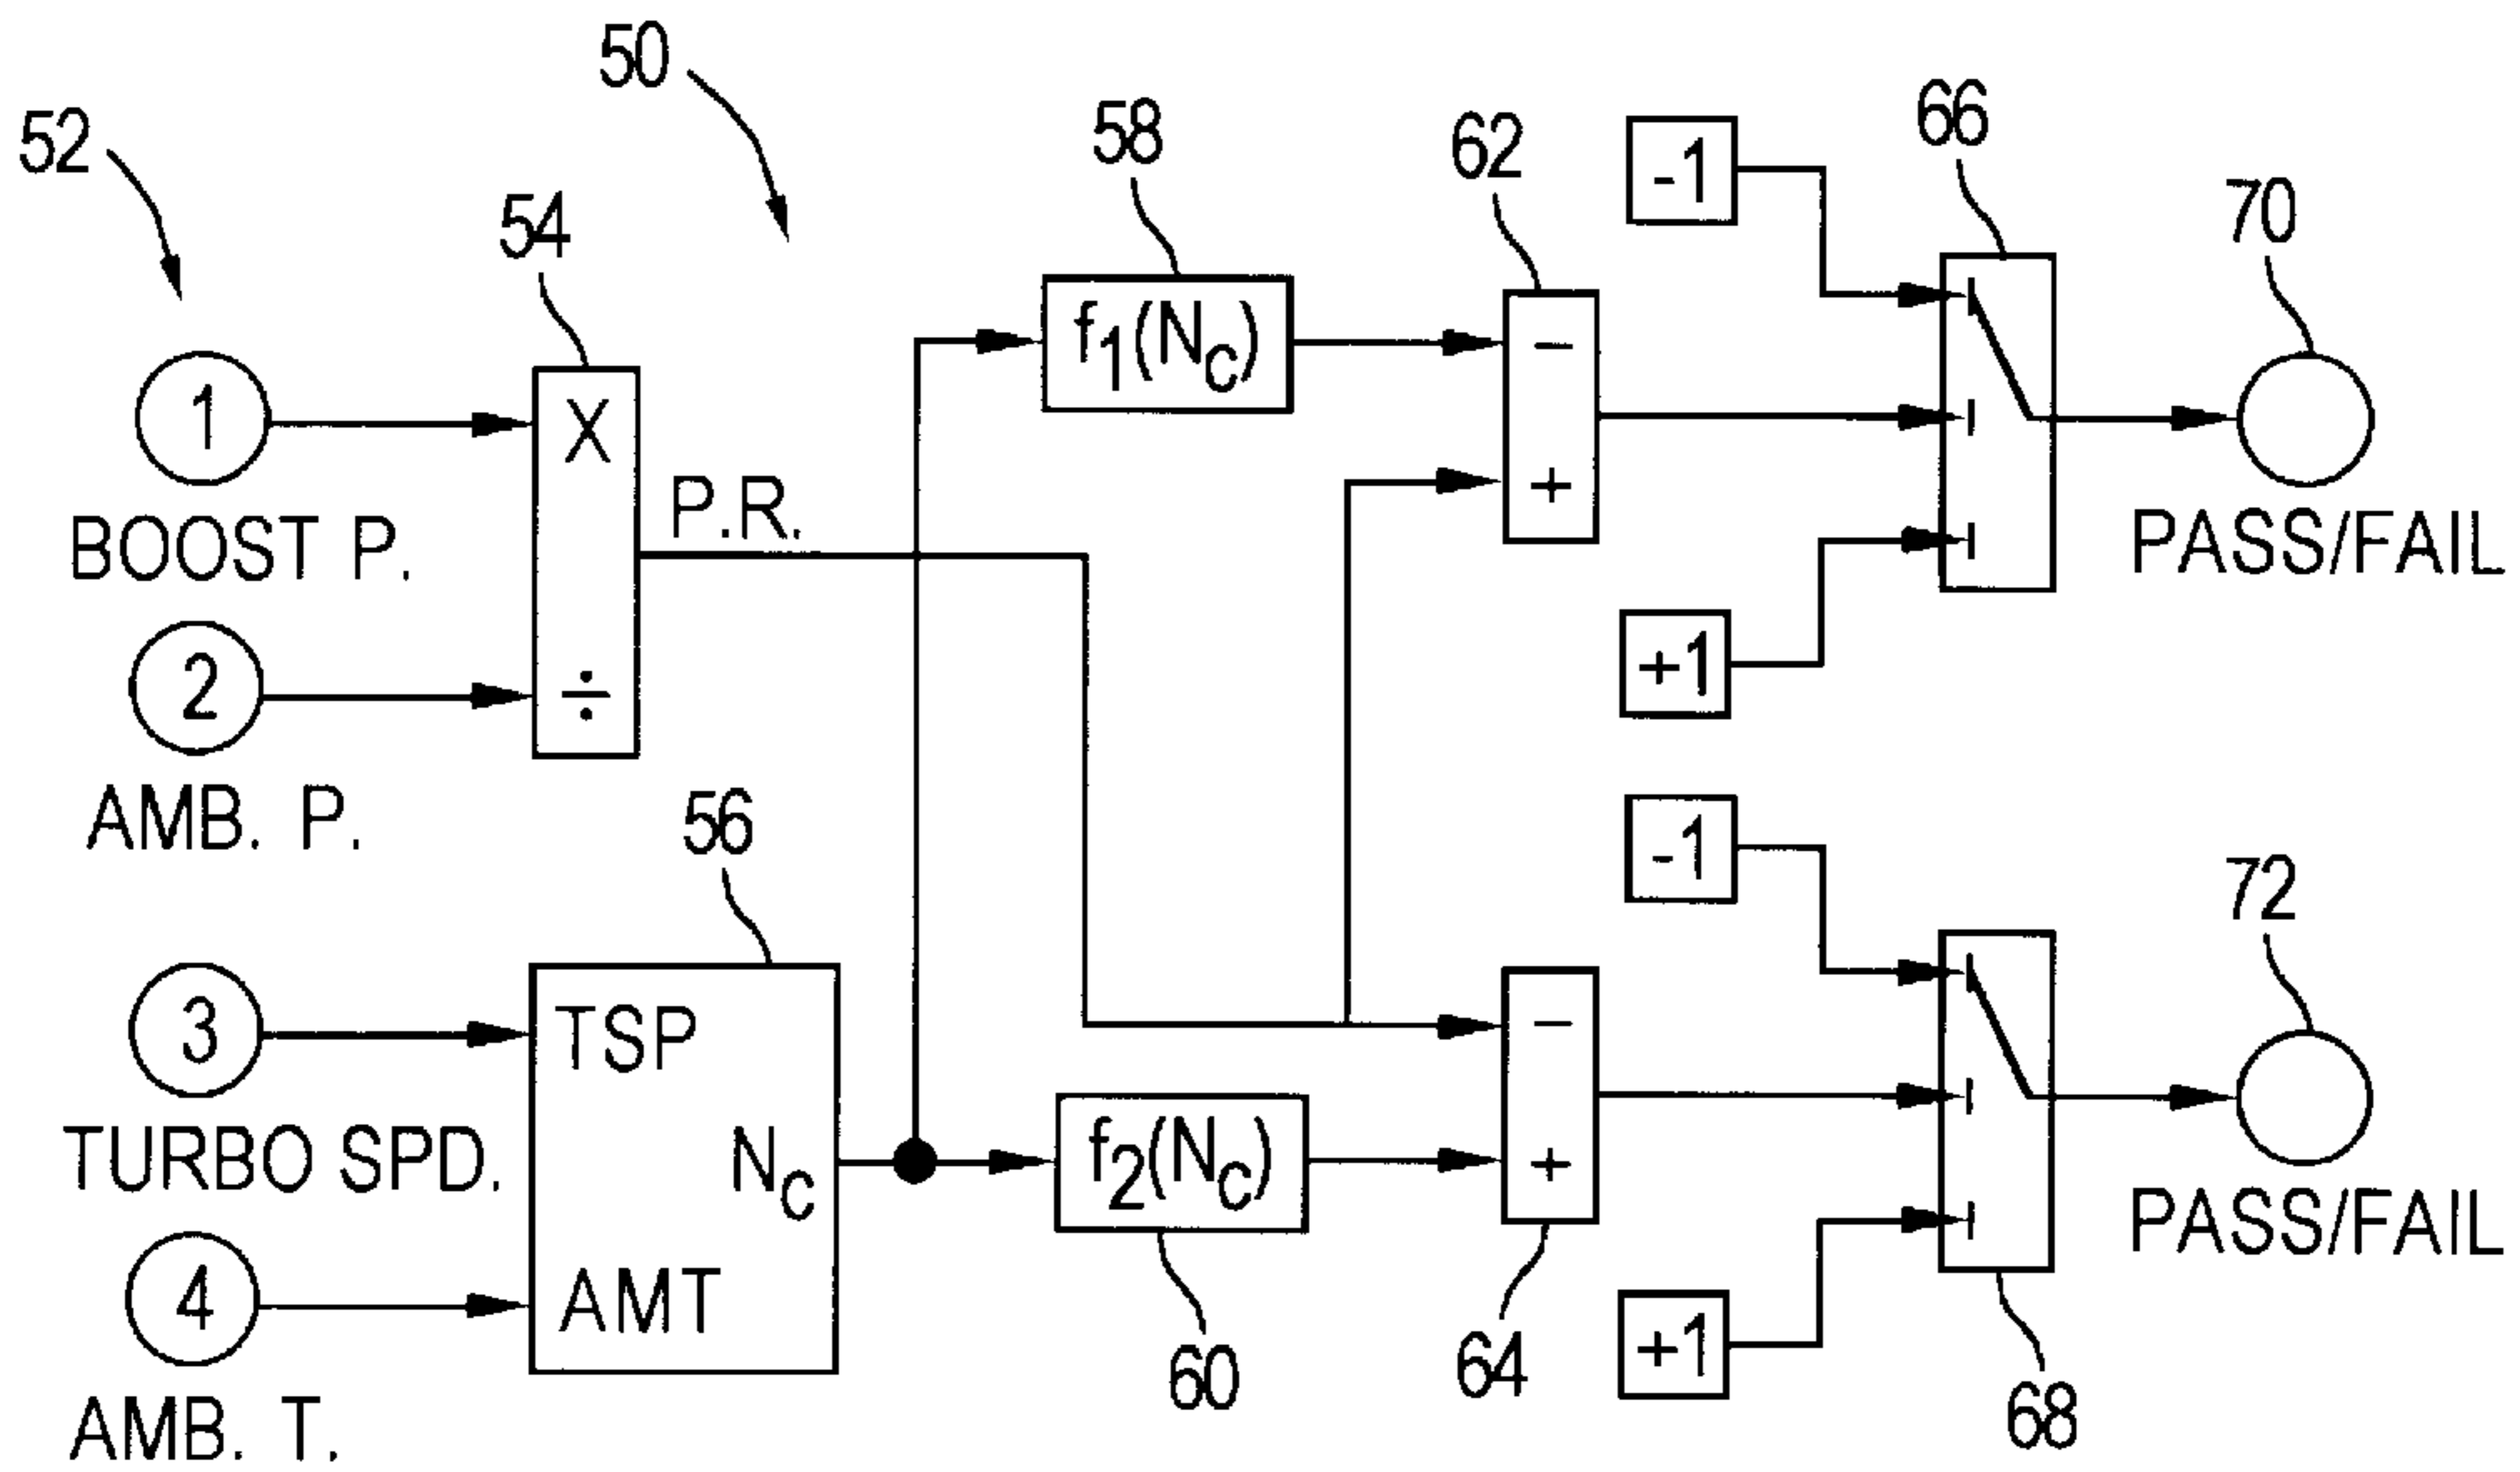 50
52
54
58
62
66
70
-1
f1(NC)
X
−
+
1
BOOST P.
P.R.
PASS/FAIL
2
÷
+1
AMB. P.
56
-1
72
3
TURBO SPD.
TSP
NC
AMT
−
+
f2(NC)
PASS/FAIL
4
AMB. T.
60
64
+1
68